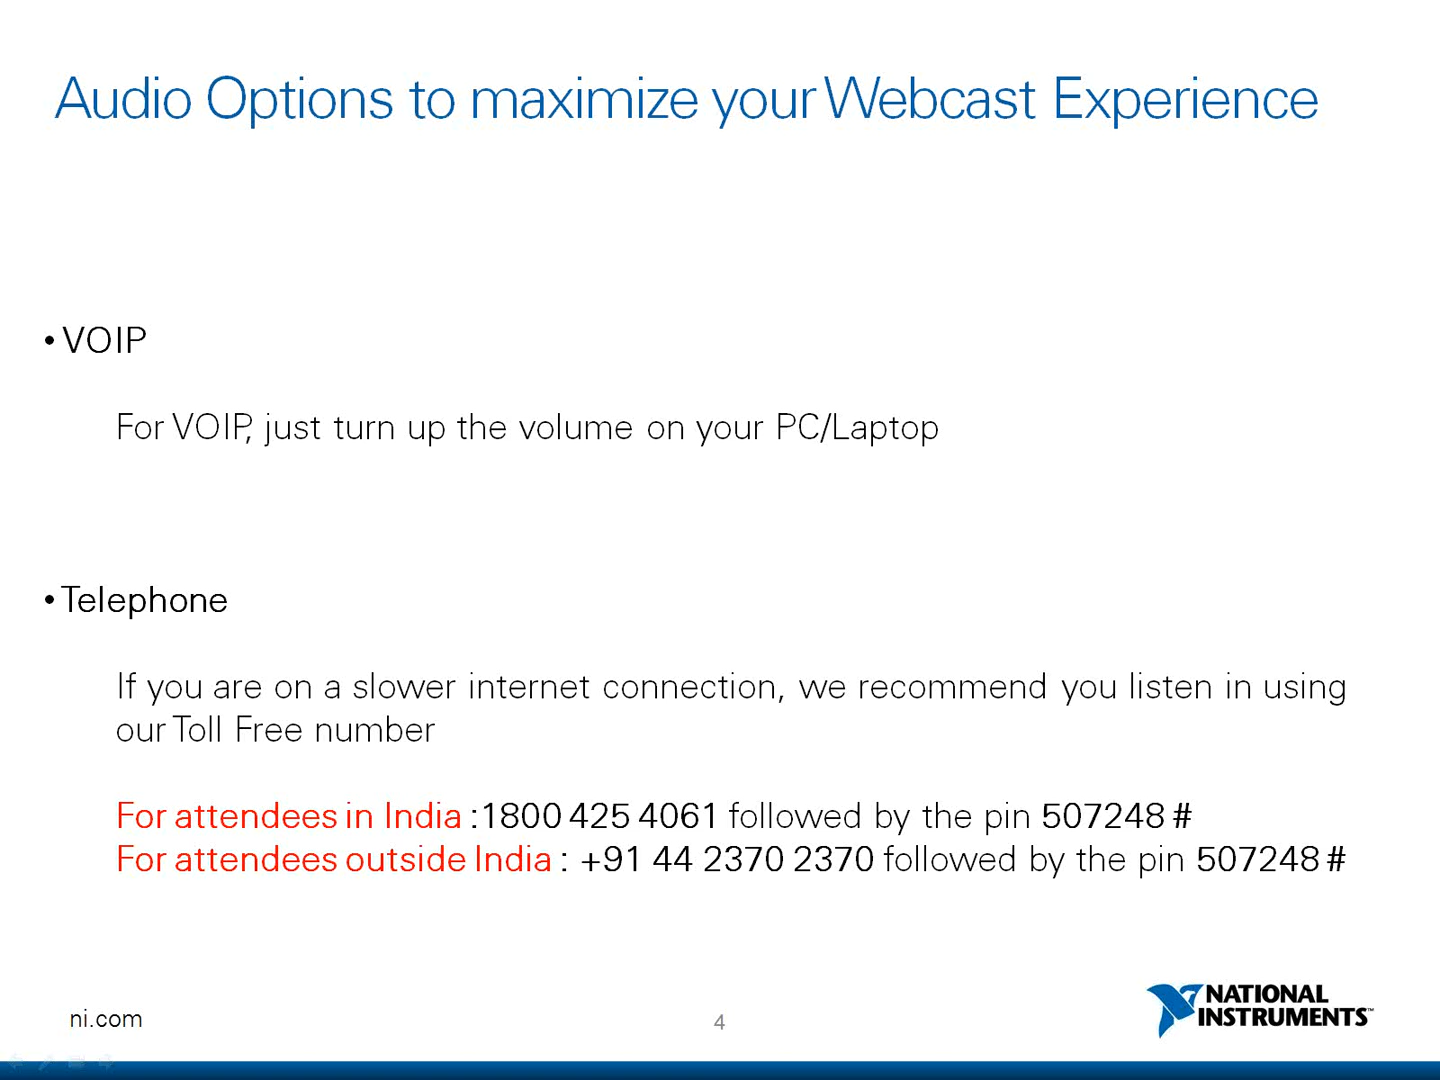 Audio Options to maximize your Webcast Experience
• VOIP
For VOIP, just turn up the volume on your PC/Laptop
• Telephone
If you are on a slower internet connection, we recommend you listen in using
our Toll Free number
For attendees in India :1800 425 4061 followed by the pin 507248 #
For attendees outside India : +91 44 2370 2370 followed by the pin 507248 #
NATIONAL
INSTRUMENTS™
ni.com
4